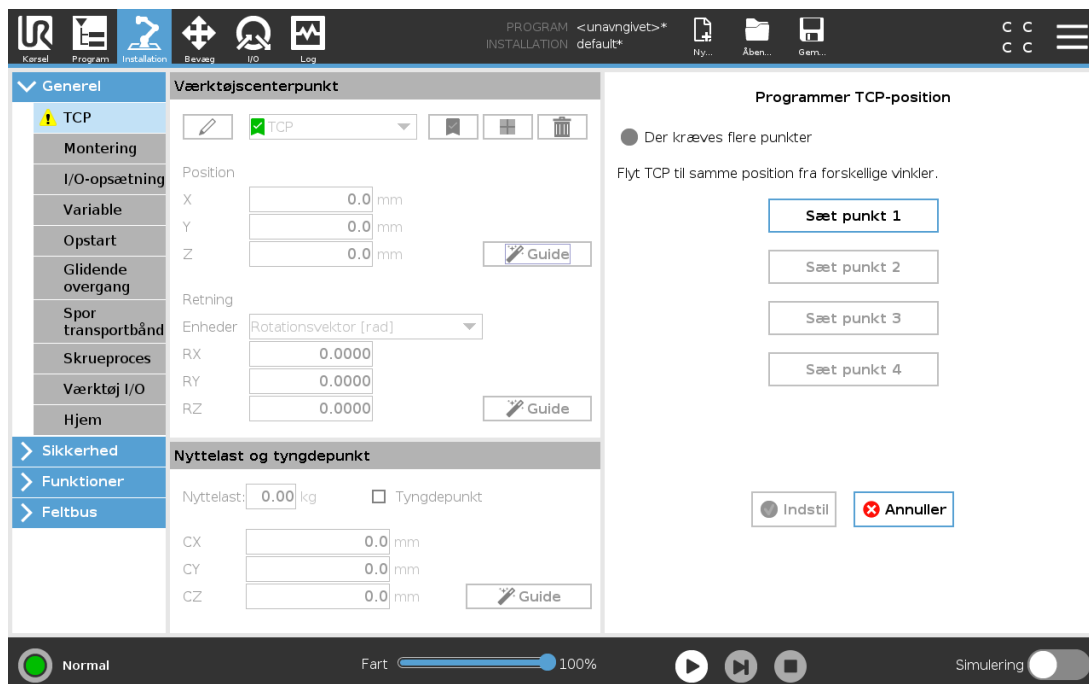 UR
PROGRAM <unavngivet>*
INSTALLATION default*
C C
C C
Kørsel Program Installation Bevæg I/O Log Ny... Åben... Gem...
Generel
TCP
Montering
I/O-opsætning
Variable
Opstart
Glidende
overgang
Spor
transportbånd
Skrueproces
Værktøj I/O
Hjem
Sikkerhed
Funktioner
Feltbus
Værktøjscenterpunkt
TCP
Position
X 0.0 mm
Y 0.0 mm
Z 0.0 mm Guide
Retning
Enheder Rotationsvektor [rad]
RX 0.0000
RY 0.0000
RZ 0.0000 Guide
Nyttelast og tyngdepunkt
Nyttelast: 0.00 kg Tyngdepunkt
CX 0.0 mm
CY 0.0 mm
CZ 0.0 mm Guide
Programmer TCP-position
Der kræves flere punkter
Flyt TCP til samme position fra forskellige vinkler.
Sæt punkt 1
Sæt punkt 2
Sæt punkt 3
Sæt punkt 4
Indstil Annuller
Normal Fart 100% Simulering